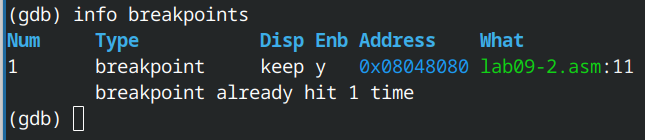 (gdb) info breakpoints
Num     Type           Disp Enb Address    What
1       breakpoint     keep y   0x08048080 lab09-2.asm:11
        breakpoint already hit 1 time
(gdb)